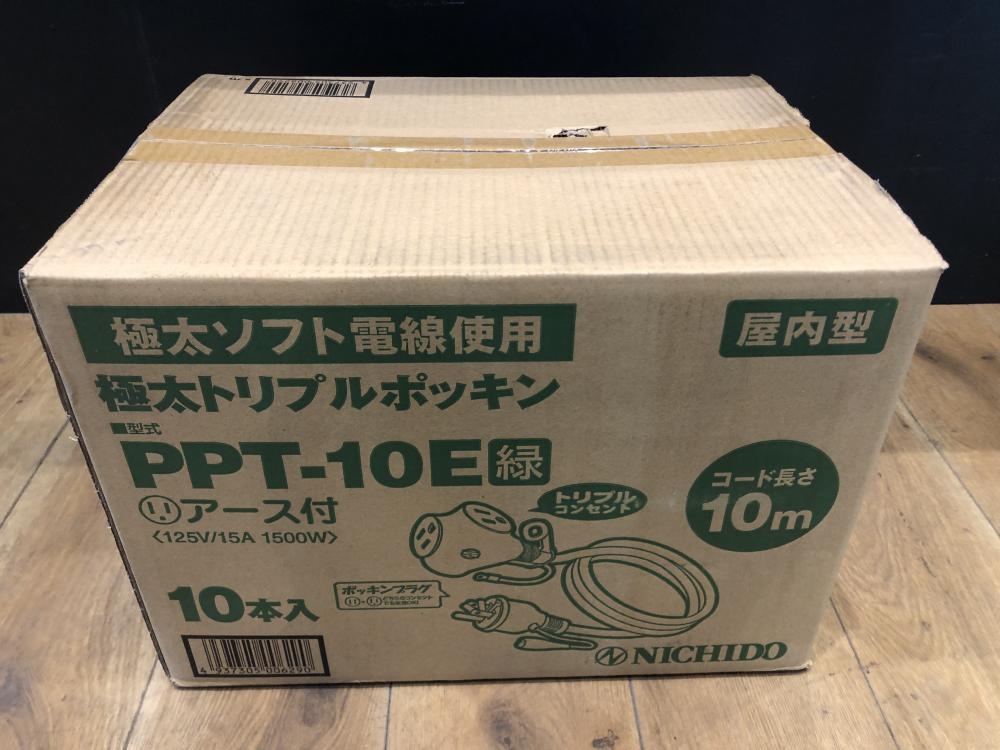 極太ソフト電線使用
屋内型
極太トリプルポッキン
■型式
PPT-10E緑
アース付
〈125V/15A 1500W〉
コード長さ
10m
トリプル
コンセント
ポッキンプラグ
10本入
4 937305 006290
NICHIDO